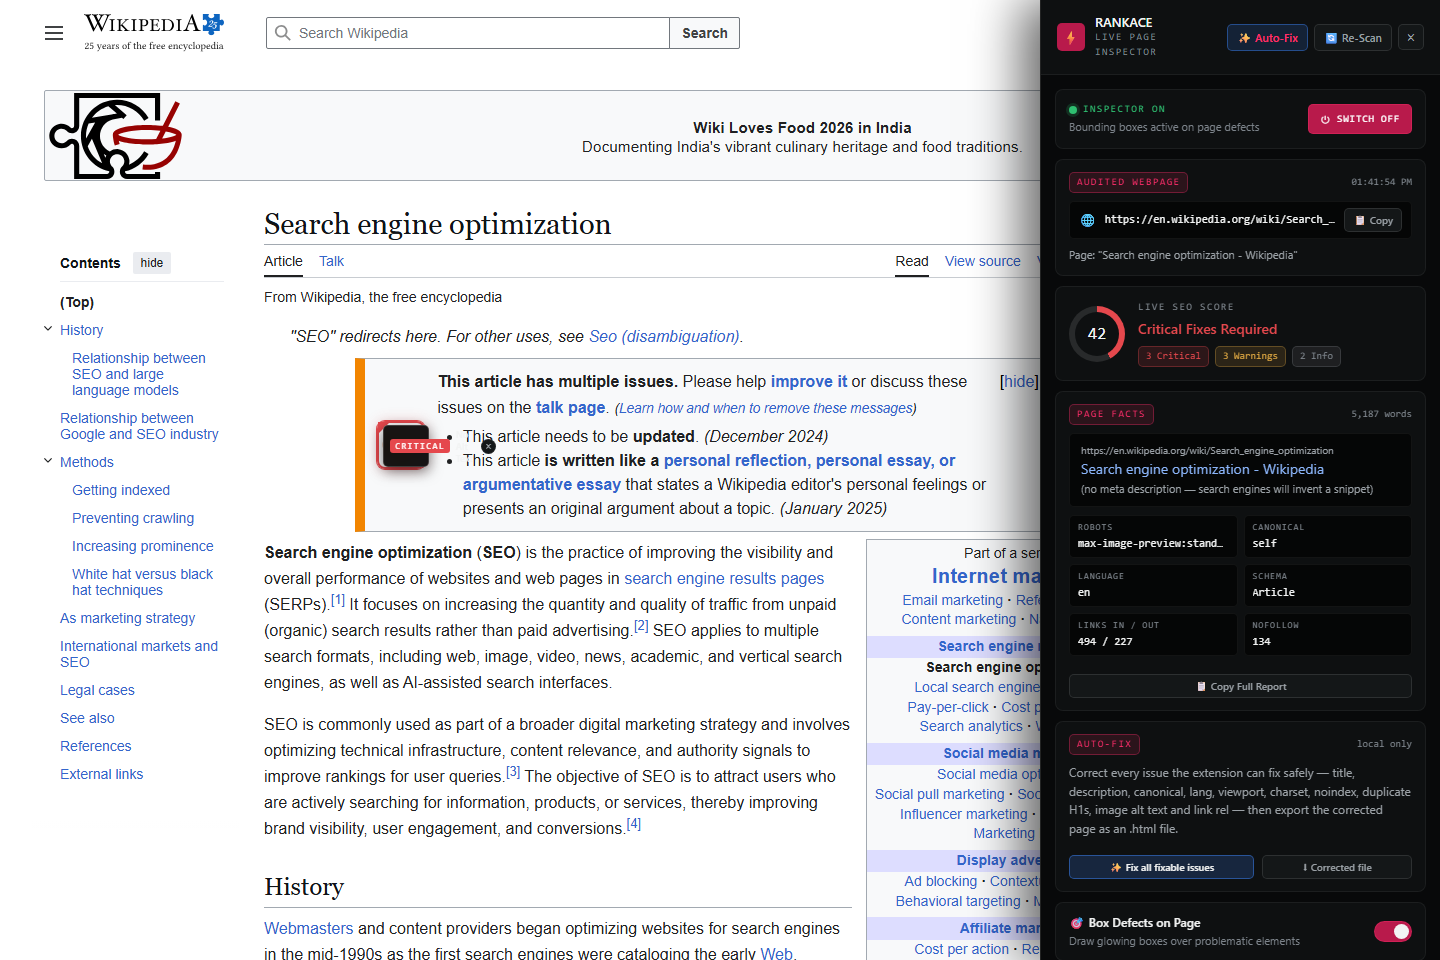 WIKIPEDIA 25
25 years of the free encyclopedia
Search Wikipedia
Search
Wiki Loves Food 2026 in India
Documenting India's vibrant culinary heritage and food traditions.
Contents hide
(Top)
History
Relationship between
SEO and large
language models
Relationship between
Google and SEO industry
Methods
Getting indexed
Preventing crawling
Increasing prominence
White hat versus black
hat techniques
As marketing strategy
International markets and
SEO
Legal cases
See also
References
External links
Search engine optimization
Article Talk Read View source
From Wikipedia, the free encyclopedia
"SEO" redirects here. For other uses, see Seo (disambiguation).
This article has multiple issues. Please help improve it or discuss these [hide]
issues on the talk page. (Learn how and when to remove these messages)
CRITICAL
This article needs to be updated. (December 2024)
This article is written like a personal reflection, personal essay, or
argumentative essay that states a Wikipedia editor's personal feelings or
presents an original argument about a topic. (January 2025)
Search engine optimization (SEO) is the practice of improving the visibility and
overall performance of websites and web pages in search engine results pages
(SERPs).[1] It focuses on increasing the quantity and quality of traffic from unpaid
(organic) search results rather than paid advertising.[2] SEO applies to multiple
search formats, including web, image, video, news, academic, and vertical search
engines, as well as AI-assisted search interfaces.
SEO is commonly used as part of a broader digital marketing strategy and involves
optimizing technical infrastructure, content relevance, and authority signals to
improve rankings for user queries.[3] The objective of SEO is to attract users who
are actively searching for information, products, or services, thereby improving
brand visibility, user engagement, and conversions.[4]
History
Webmasters and content providers began optimizing websites for search engines
in the mid-1990s as the first search engines were cataloging the early Web.
Part of a ser
Internet ma
Email marketing · Refe
Content marketing · N
Search engine
Search engine op
Local search engine
Pay-per-click · Cost p
Search analytics ·
Social media m
Social media opt
Social pull marketing · Soc
Influencer marketing ·
Marketing
Display adve
Ad blocking · Contextu
Behavioral targeting ·
Affiliate mar
Cost per action · Re
RANKACE
LIVE PAGE
INSPECTOR
Auto-Fix
Re-Scan
×
INSPECTOR ON
Bounding boxes active on page defects
SWITCH OFF
AUDITED WEBPAGE 01:41:54 PM
https://en.wikipedia.org/wiki/Search_… Copy
Page: "Search engine optimization - Wikipedia"
42
LIVE SEO SCORE
Critical Fixes Required
3 Critical 3 Warnings 2 Info
PAGE FACTS 5,187 words
https://en.wikipedia.org/wiki/Search_engine_optimization
Search engine optimization - Wikipedia
(no meta description — search engines will invent a snippet)
ROBOTS
max-image-preview:stand…
CANONICAL
self
LANGUAGE
en
SCHEMA
Article
LINKS IN / OUT
494 / 227
NOFOLLOW
134
Copy Full Report
AUTO-FIX local only
Correct every issue the extension can fix safely — title,
description, canonical, lang, viewport, charset, noindex, duplicate
H1s, image alt text and link rel — then export the corrected
page as an .html file.
Fix all fixable issues
Corrected file
Box Defects on Page
Draw glowing boxes over problematic elements